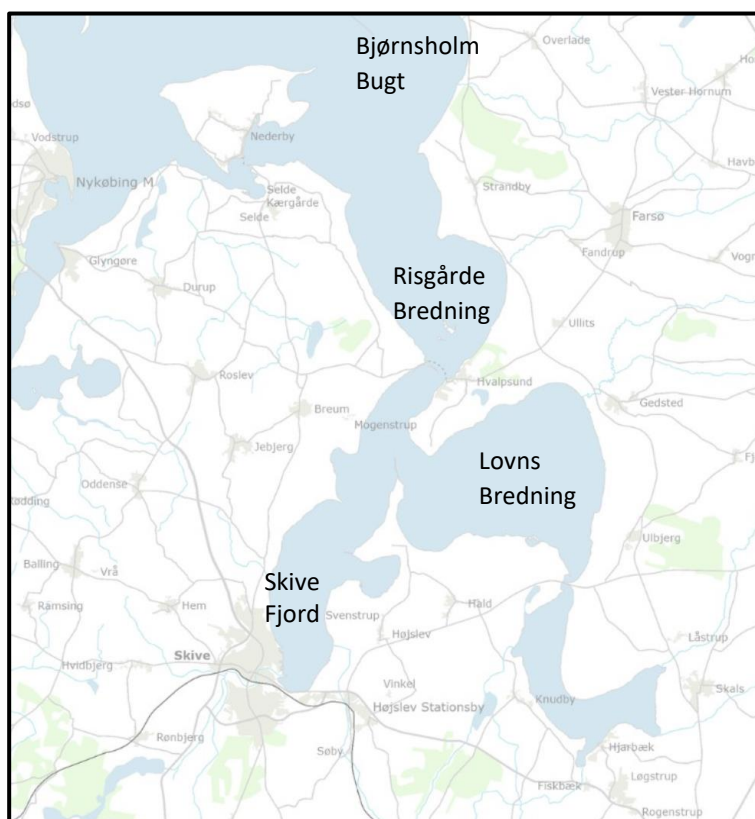 Bjørnsholm
Bugt
Overlade
Vester Hornum
Vodstrup
Nederby
Nykøbing M
Selde
Kærgårde
Selde
Strandby
Farsø
Fandrup
Glyngøre
Durup
Risgårde
Bredning
Ullits
Roslev
Hvalpsund
Gedsted
Breum
Mogenstrup
Jebjerg
Lovns
Bredning
Oddense
Ulbjerg
Balling
Vrå
Skive
Fjord
Ramsing
Hem
Svenstrup
Hald
Højslev
Låstrup
Hvidbjerg
Skive
Vinkel
Skals
Knudby
Højslev Stationsby
Rønbjerg
Søby
Hjarbæk
Fiskbæk
Løgstrup
Rogenstrup